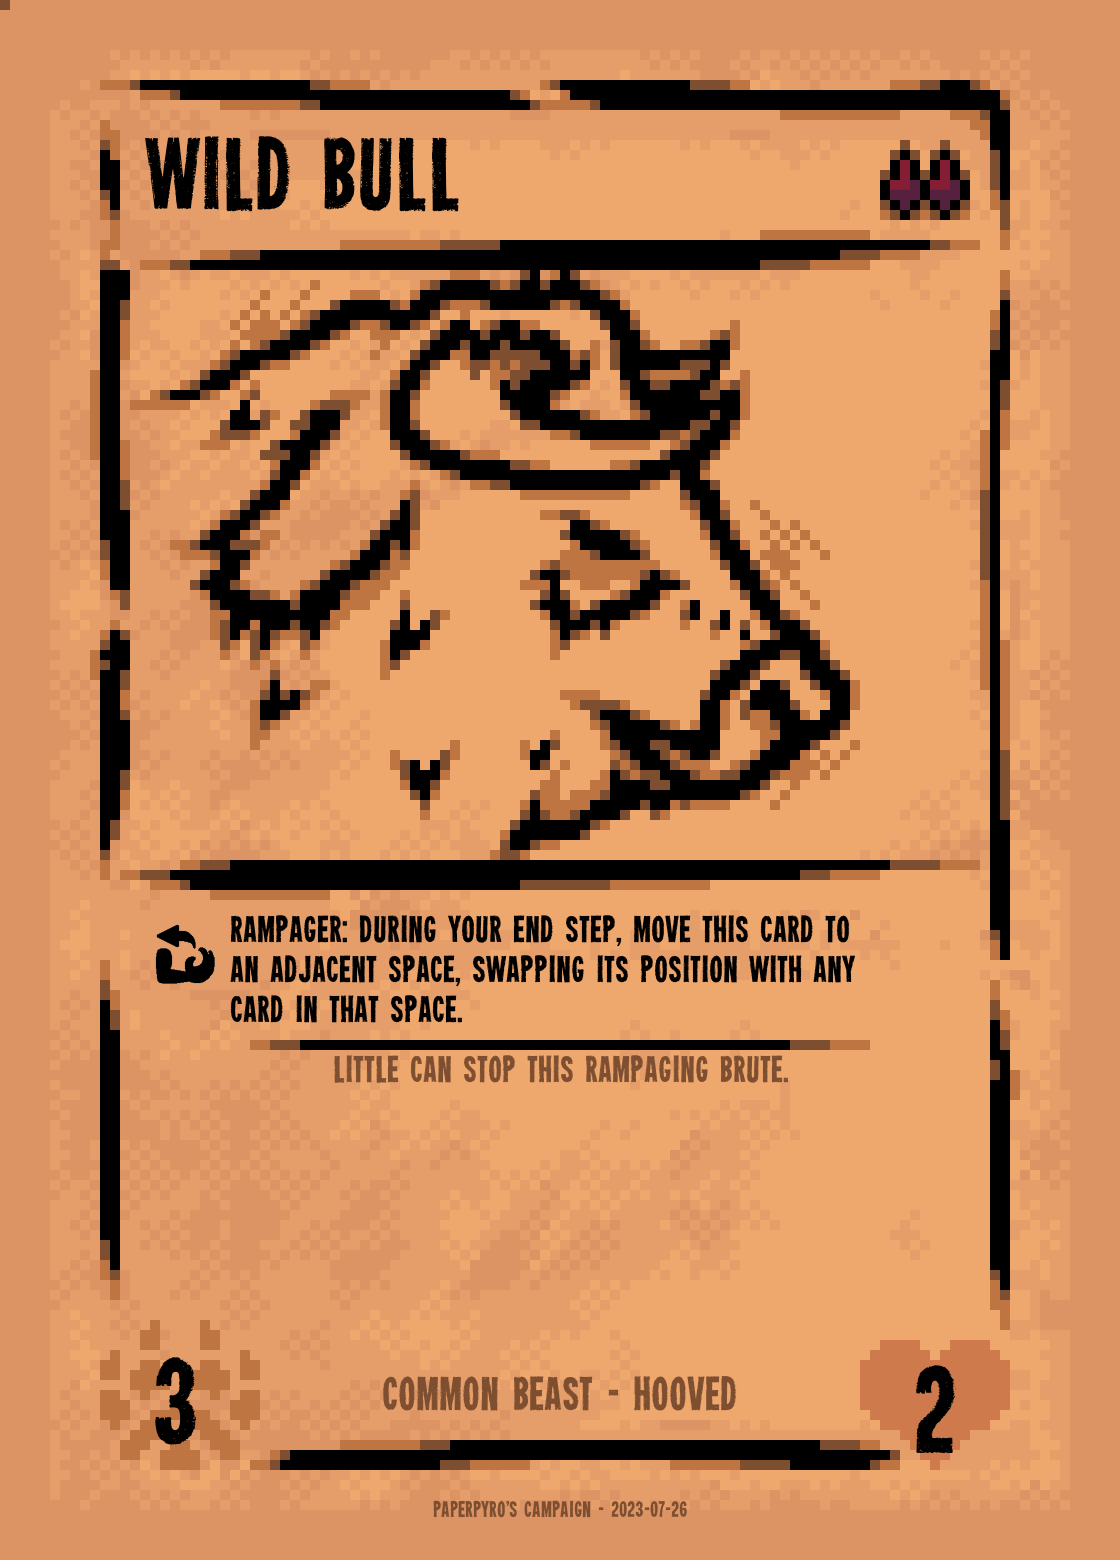 WILD BULL
RAMPAGER: DURING YOUR END STEP, MOVE THIS CARD TO
AN ADJACENT SPACE, SWAPPING ITS POSITION WITH ANY
CARD IN THAT SPACE.
LITTLE CAN STOP THIS RAMPAGING BRUTE.
3
COMMON BEAST - HOOVED
2
PAPERPYRO'S CAMPAIGN - 2023-07-26